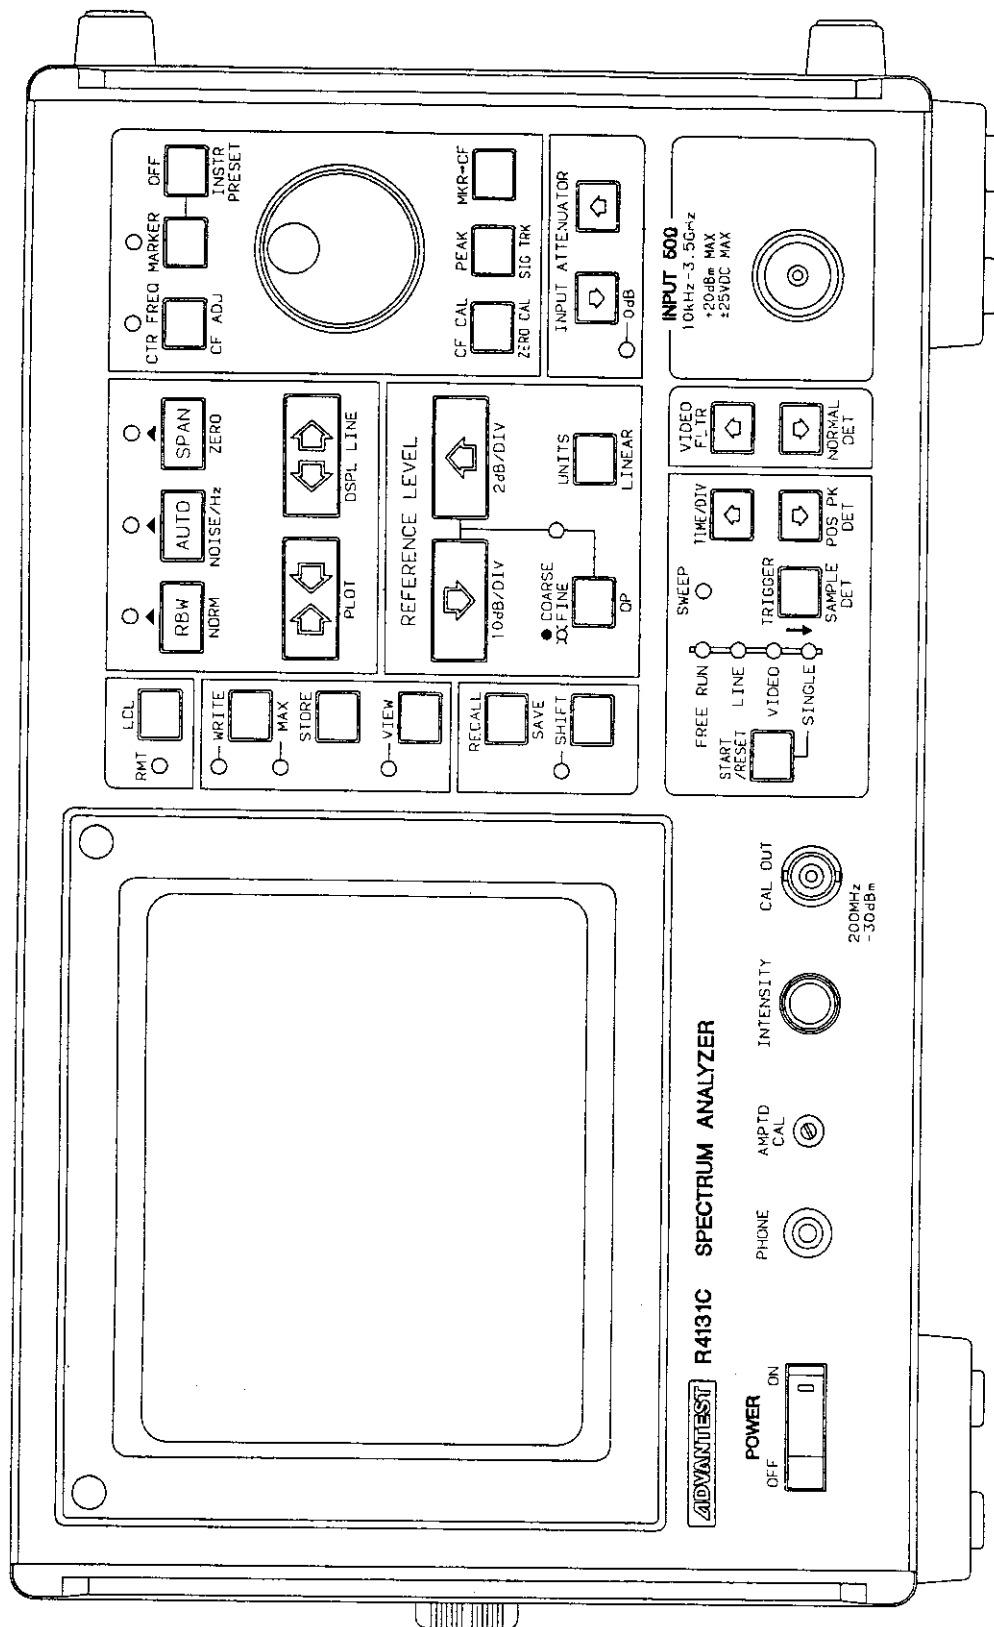 RMT
LCL
WRITE
MAX
STORE
VIEW
RECALL
SAVE
SHIFT
RBW
AUTO
SPAN
NORM
NOISE/Hz
ZERO
PLOT
DSPL LINE
REFERENCE LEVEL
10dB/DIV
2dB/DIV
COARSE
FINE
QP
UNITS
LINEAR
CTR FREQ
MARKER
OFF
CF ADJ
INSTR
PRESET
CF CAL
PEAK
MKR→CF
ZERO CAL
SIG TRK
INPUT ATTENUATOR
0dB
START
/RESET
FREE RUN
LINE
VIDEO
SINGLE
SWEEP
TRIGGER
SAMPLE
DET
TIME/DIV
POS PK
DET
VIDEO
FLTR
NORMAL
DET
INPUT 50Ω
10kHz-3.5GHz
+20dBm MAX
±25VDC MAX
ADVANTEST
R4131C SPECTRUM ANALYZER
POWER
OFF
ON
PHONE
AMPTD
CAL
INTENSITY
CAL OUT
200MHz
-30dBm